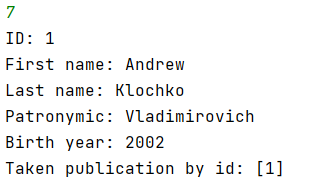 7
ID: 1
First name: Andrew
Last name: Klochko
Patronymic: Vladimirovich
Birth year: 2002
Taken publication by id: [1]